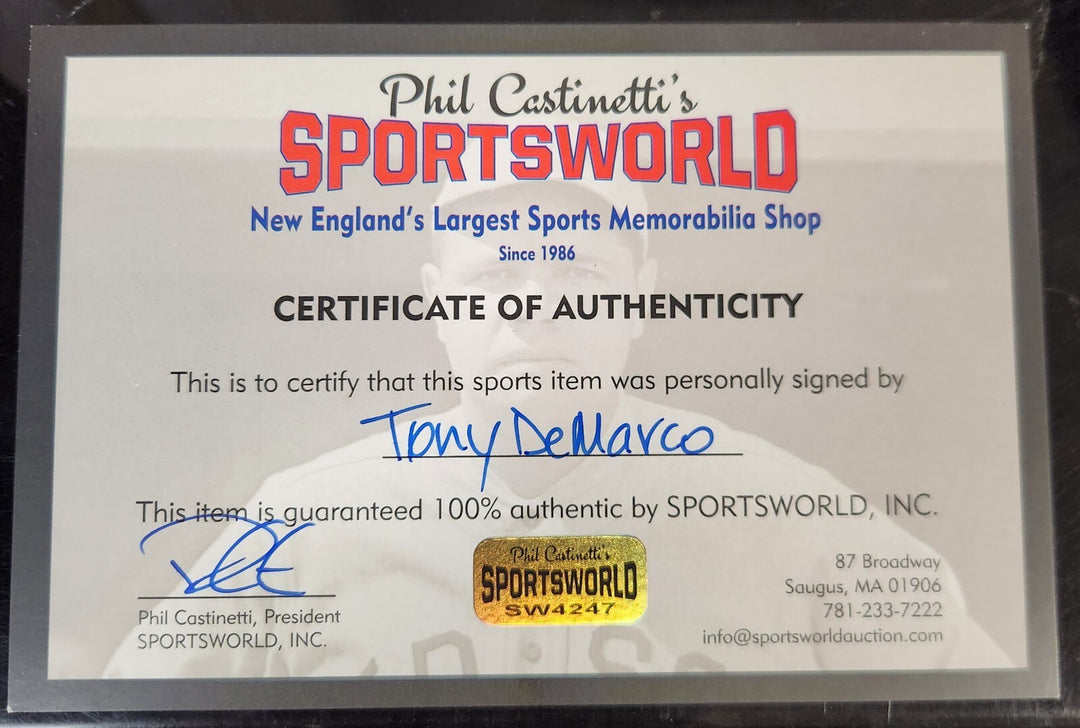 Phil Castinetti's
SPORTSWORLD
New England's Largest Sports Memorabilia Shop
Since 1986
CERTIFICATE OF AUTHENTICITY
This is to certify that this sports item was personally signed by
Tony DeMarco
This item is guaranteed 100% authentic by SPORTSWORLD, INC.
Phil Castinetti, President
SPORTSWORLD, INC.
Phil Castinetti's
SPORTSWORLD
SW4247
87 Broadway
Saugus, MA 01906
781-233-7222
info@sportsworldauction.com